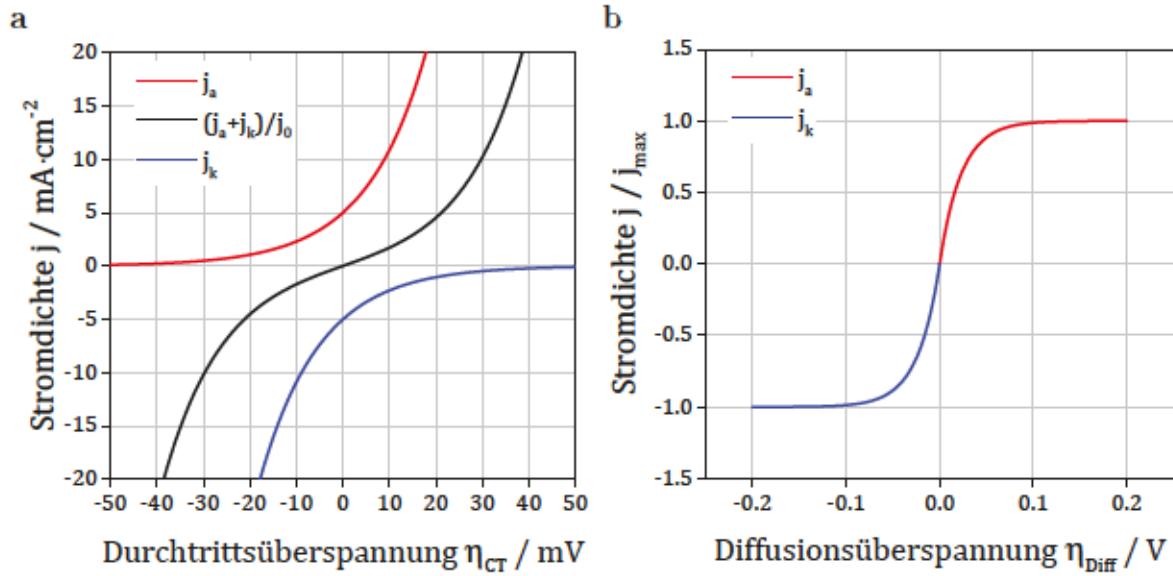 a
Stromdichte j / mA·cm⁻²
20
15
10
5
0
-5
-10
-15
-20
jₐ
(jₐ+jₖ)/j₀
jₖ
-50 -40 -30 -20 -10 0 10 20 30 40 50
Durchtrittsüberspannung η_CT / mV
b
Stromdichte j / j_max
1.5
1.0
0.5
0.0
-0.5
-1.0
-1.5
jₐ
jₖ
-0.2 -0.1 0.0 0.1 0.2
Diffusionsüberspannung η_Diff / V